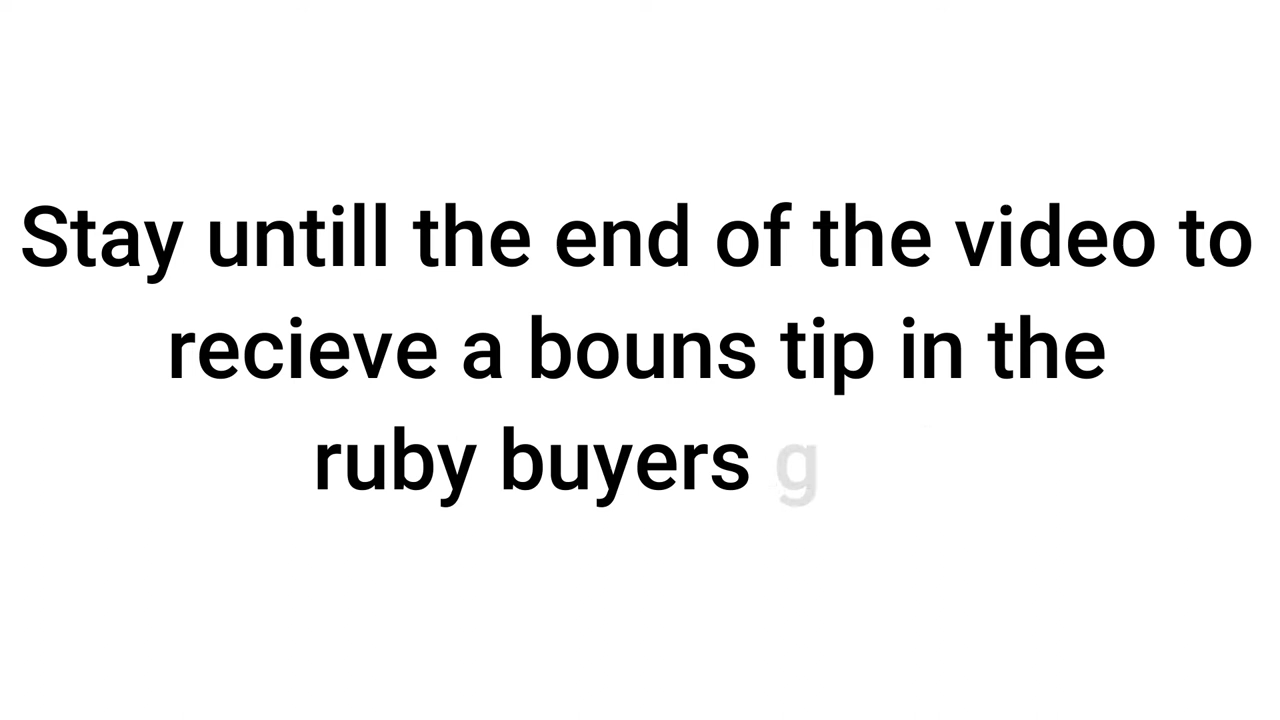 Stay untill the end of the video to
recieve a bouns tip in the
ruby buyers g